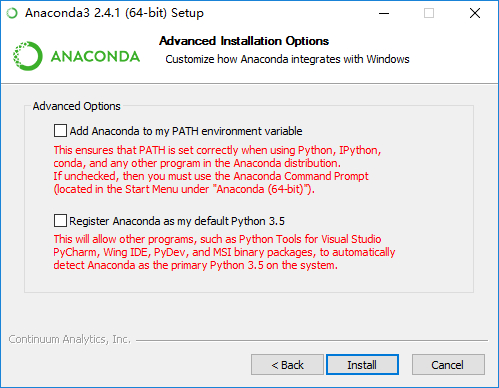 Anaconda3 2.4.1 (64-bit) Setup
ANACONDA
Advanced Installation Options
Customize how Anaconda integrates with Windows
Advanced Options
Add Anaconda to my PATH environment variable
This ensures that PATH is set correctly when using Python, IPython,
conda, and any other program in the Anaconda distribution.
If unchecked, then you must use the Anaconda Command Prompt
(located in the Start Menu under "Anaconda (64-bit)").
Register Anaconda as my default Python 3.5
This will allow other programs, such as Python Tools for Visual Studio
PyCharm, Wing IDE, PyDev, and MSI binary packages, to automatically
detect Anaconda as the primary Python 3.5 on the system.
Continuum Analytics, Inc.
< Back
Install
Cancel